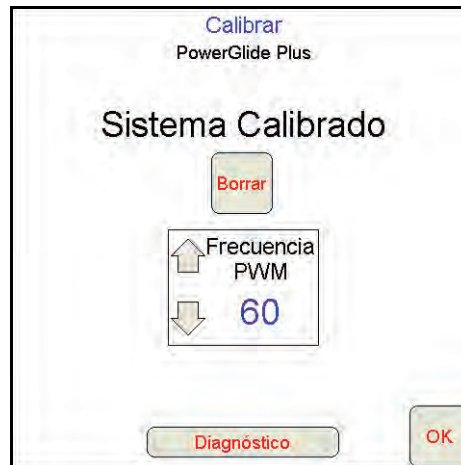 Calibrar
PowerGlide Plus
Sistema Calibrado
Borrar
Frecuencia
PWM
60
Diagnóstico
OK